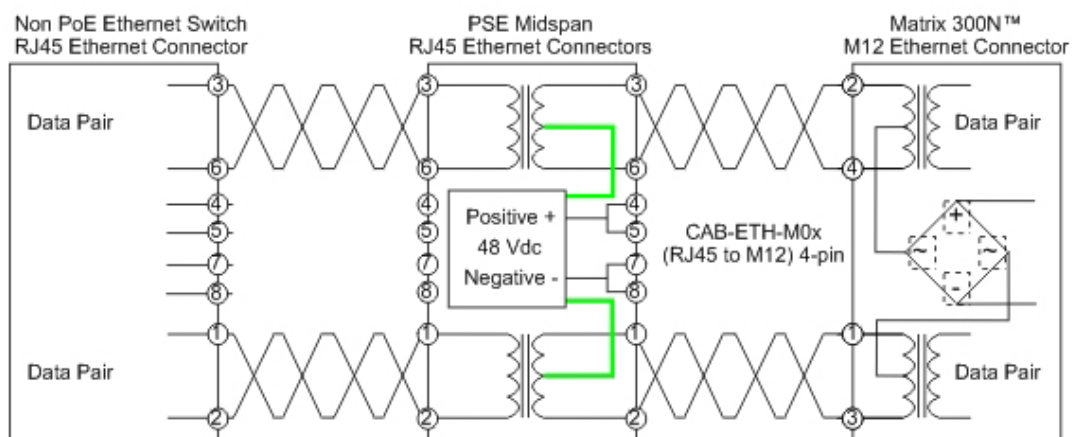 Non PoE Ethernet Switch
RJ45 Ethernet Connector
PSE Midspan
RJ45 Ethernet Connectors
Matrix 300N™
M12 Ethernet Connector
3
3
3
2
Data Pair
Data Pair
6
6
6
4
4
4
4
Positive +
5
5
5
48 Vdc
CAB-ETH-M0x
(RJ45 to M12) 4-pin
+
~
~
-
7
7
7
Negative -
8
8
8
1
1
1
1
Data Pair
Data Pair
2
2
2
3